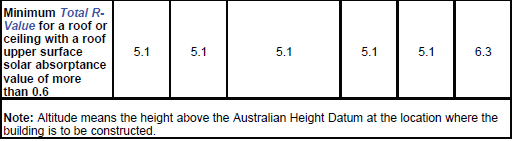 Minimum Total R-
Value for a roof or
ceiling with a roof
upper surface
solar absorptance
value of more
than 0.6
5.1 5.1 5.1 5.1 5.1 6.3
Note: Altitude means the height above the Australian Height Datum at the location where the
building is to be constructed.